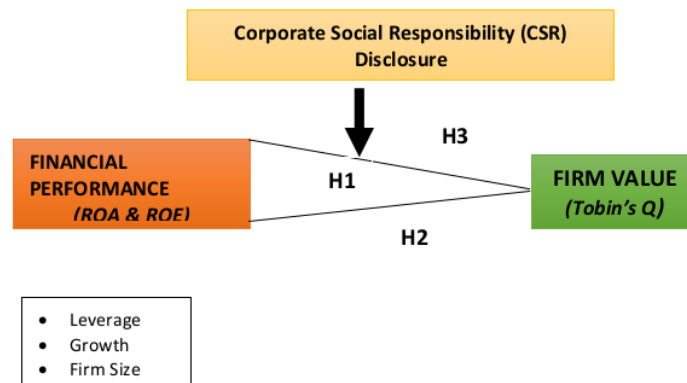 Corporate Social Responsibility (CSR)
Disclosure
H3
FINANCIAL
PERFORMANCE
(ROA & ROE)
H1
FIRM VALUE
(Tobin's Q)
H2
• Leverage
• Growth
• Firm Size